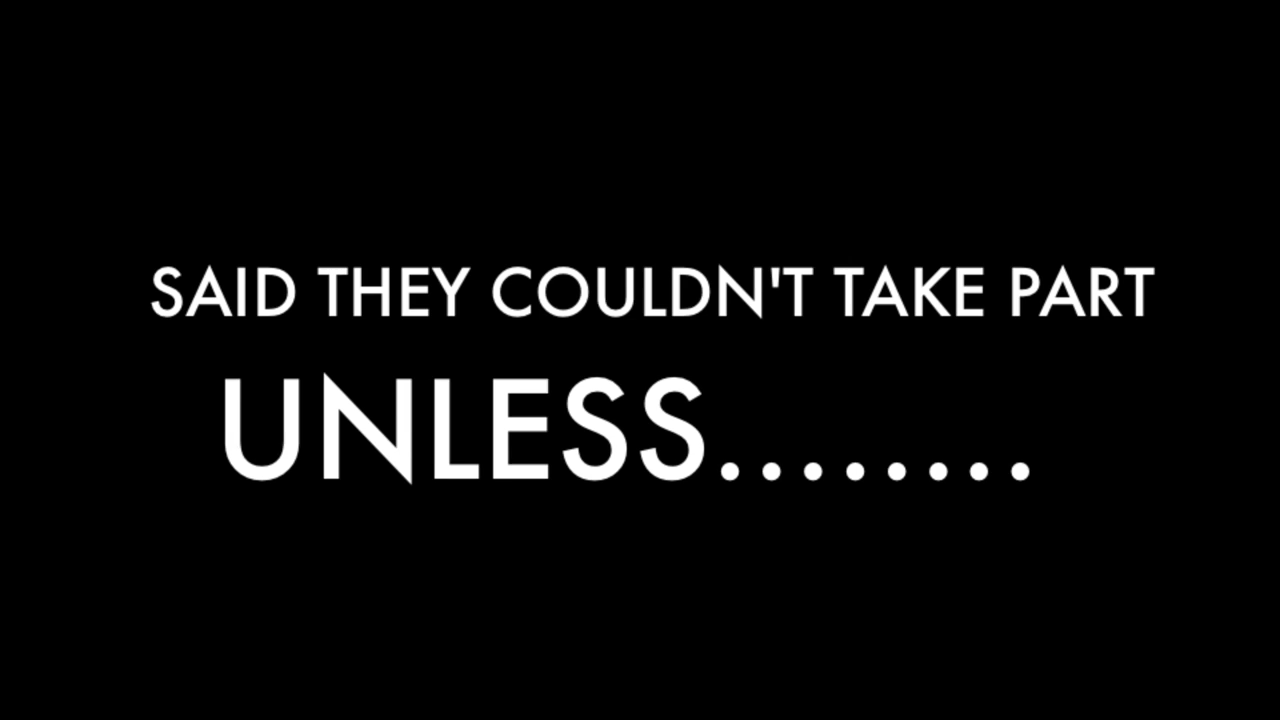 SAID THEY COULDN'T TAKE PART
UNLESS........